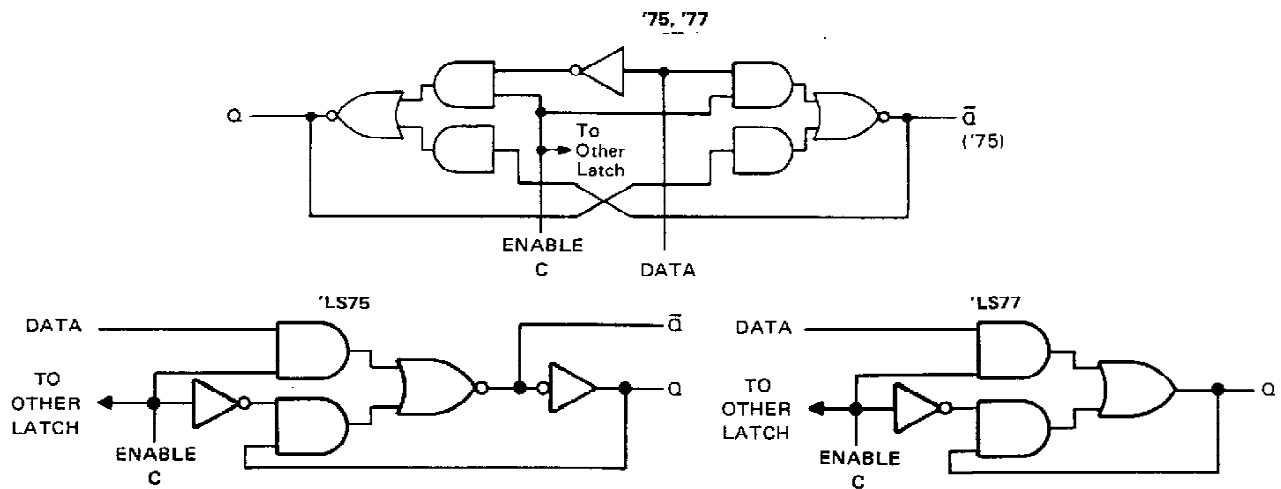 '75, '77
Q
To
Other
Latch
Q̅
('75)
ENABLE
C
DATA
'LS75
DATA
Q̅
TO
OTHER
LATCH
Q
ENABLE
C
'LS77
DATA
TO
OTHER
LATCH
Q
ENABLE
C